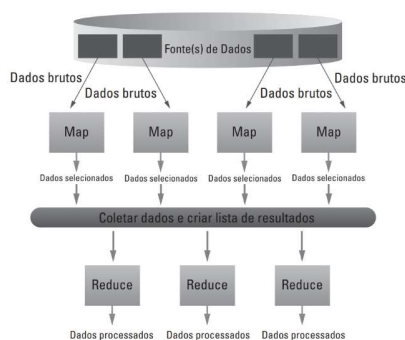 Fonte(s) de Dados
Dados brutos Dados brutos
Dados brutos Dados brutos
Map Map Map Map
Dados selecionados Dados selecionados Dados selecionados Dados selecionados
Coletar dados e criar lista de resultados
Reduce Reduce Reduce
Dados processados Dados processados Dados processados